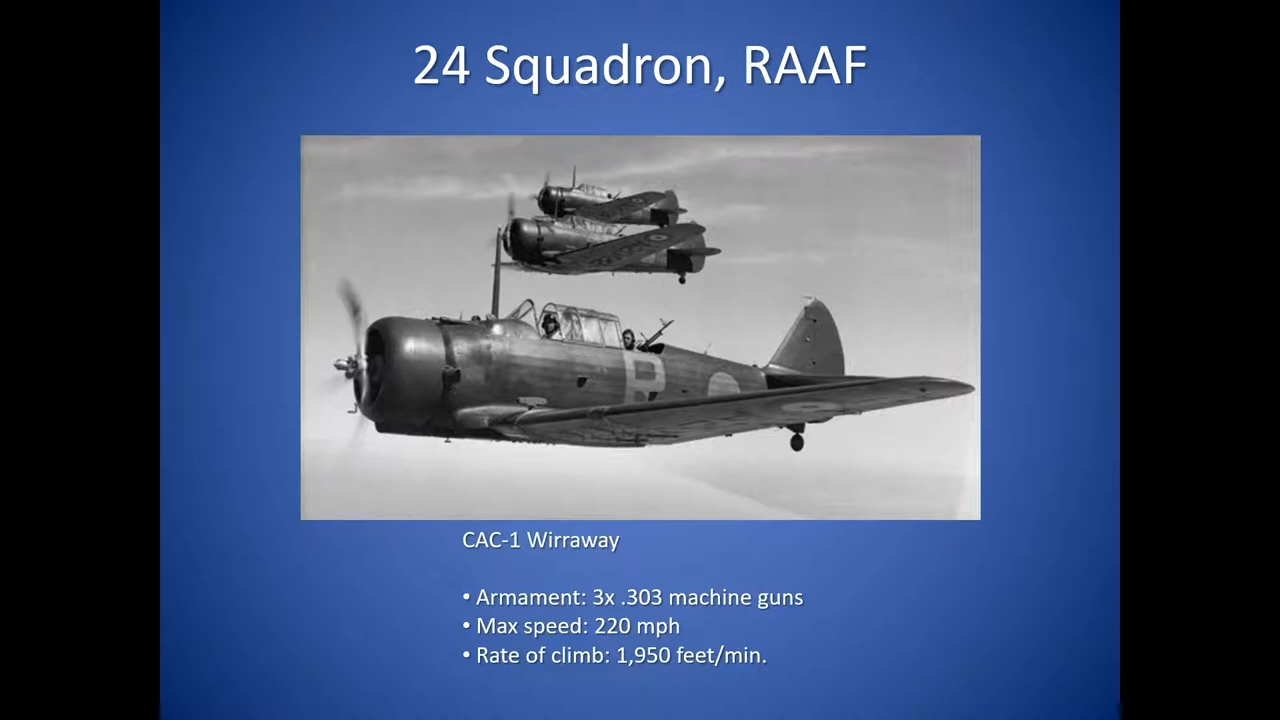 24 Squadron, RAAF
B
CAC-1 Wirraway
• Armament: 3x .303 machine guns
• Max speed: 220 mph
• Rate of climb: 1,950 feet/min.